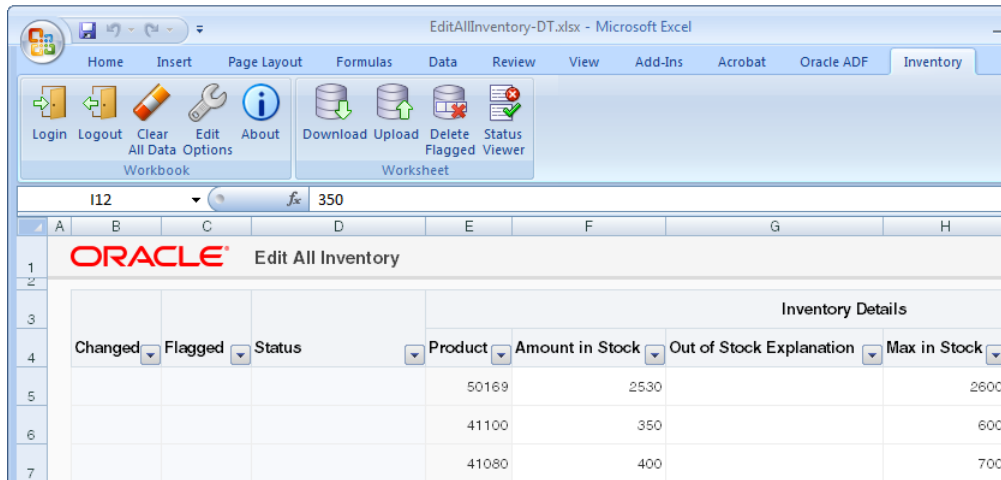 EditAllInventory-DT.xlsx - Microsoft Excel
Home Insert Page Layout Formulas Data Review View Add-Ins Acrobat Oracle ADF Inventory
Login Logout Clear All Data Edit Options About Download Upload Delete Flagged Status Viewer
Workbook Worksheet
I12 fx 350
A B C D E F G H
1 ORACLE® Edit All Inventory
2
3 Inventory Details
4 Changed Flagged Status Product Amount in Stock Out of Stock Explanation Max in Stock
5 50169 2530 2600
6 41100 350 600
7 41080 400 700